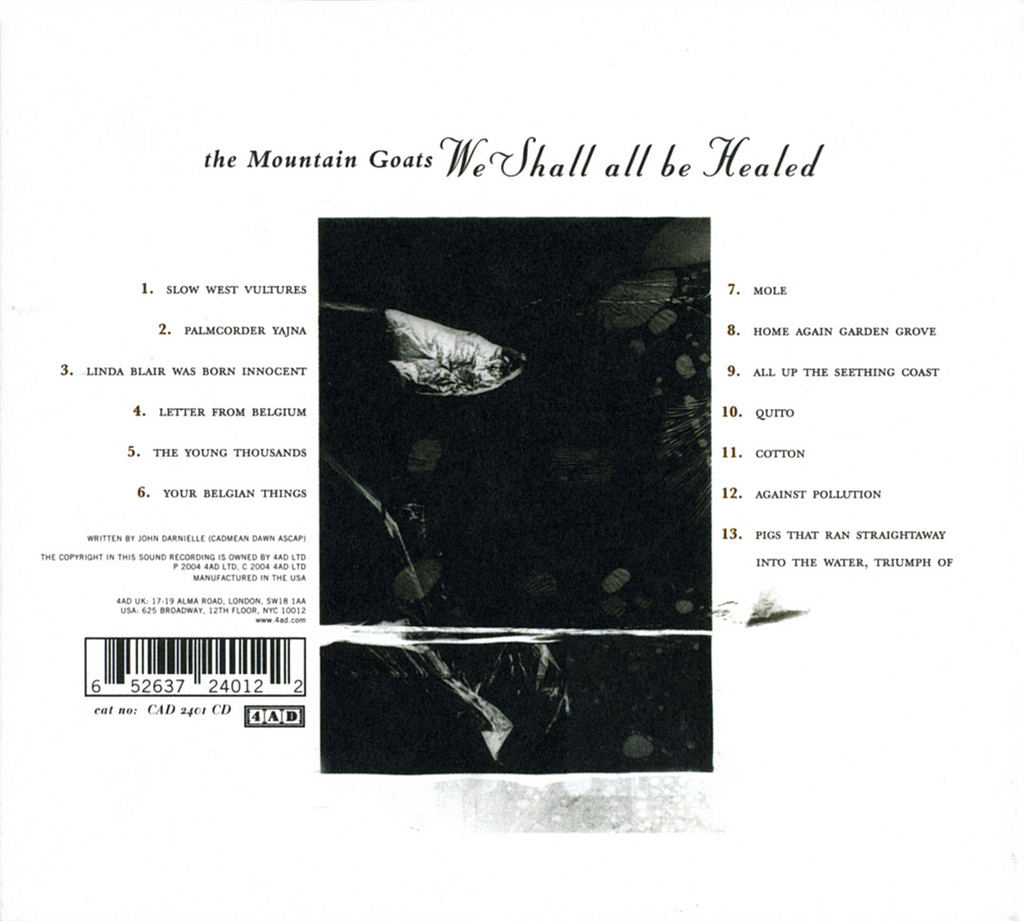 the Mountain Goats We Shall all be Healed
1. SLOW WEST VULTURES
2. PALMCORDER YAJNA
3. LINDA BLAIR WAS BORN INNOCENT
4. LETTER FROM BELGIUM
5. THE YOUNG THOUSANDS
6. YOUR BELGIAN THINGS
WRITTEN BY JOHN DARNIELLE (CADMEAN DAWN ASCAP)
THE COPYRIGHT IN THIS SOUND RECORDING IS OWNED BY 4AD LTD
P 2004 4AD LTD, C 2004 4AD LTD
MANUFACTURED IN THE USA
4AD UK: 17-19 ALMA ROAD, LONDON, SW18 1AA
USA: 625 BROADWAY, 12TH FLOOR, NYC 10012
www.4ad.com
6 52637 24012 2
cat no: CAD 2401 CD
4AD
7. MOLE
8. HOME AGAIN GARDEN GROVE
9. ALL UP THE SEETHING COAST
10. QUITO
11. COTTON
12. AGAINST POLLUTION
13. PIGS THAT RAN STRAIGHTAWAY
INTO THE WATER, TRIUMPH OF